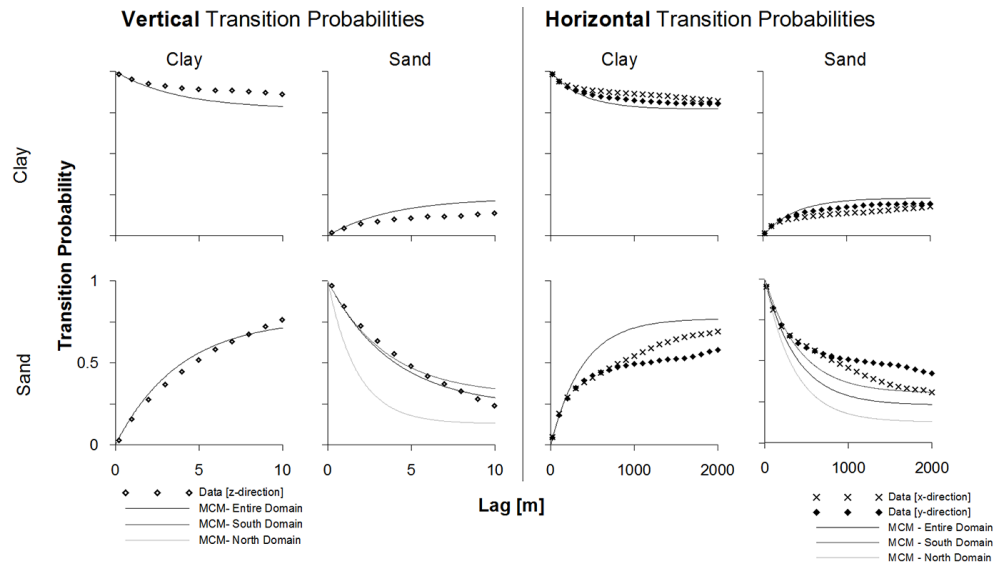 Vertical Transition Probabilities
Horizontal Transition Probabilities
Clay
Sand
Clay
Sand
Clay
Sand
Transition Probability
1
0.5
0
0
5
10
0
5
10
0
1000
2000
0
1000
2000
Lag [m]
Data [z-direction]
MCM- Entire Domain
MCM- South Domain
MCM- North Domain
Data [x-direction]
Data [y-direction]
MCM - Entire Domain
MCM - South Domain
MCM - North Domain